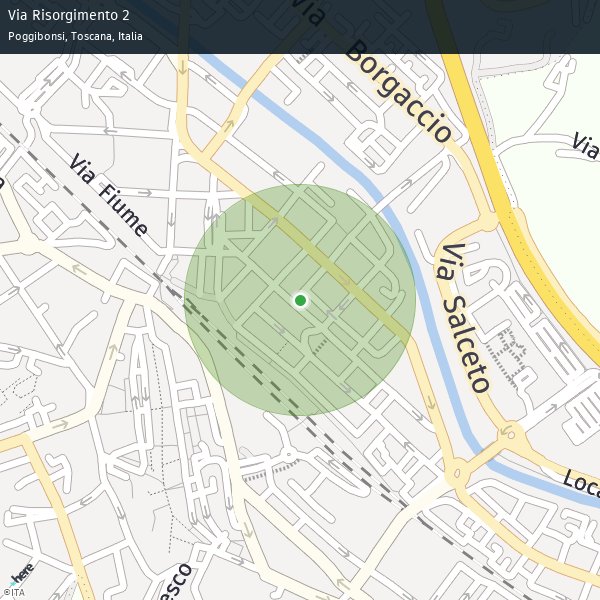 Via Risorgimento 2
Poggibonsi, Toscana, Italia
Via Borgaccio
Via
Via Fiume
Via Salceto
Loca
esco
here
©ITA